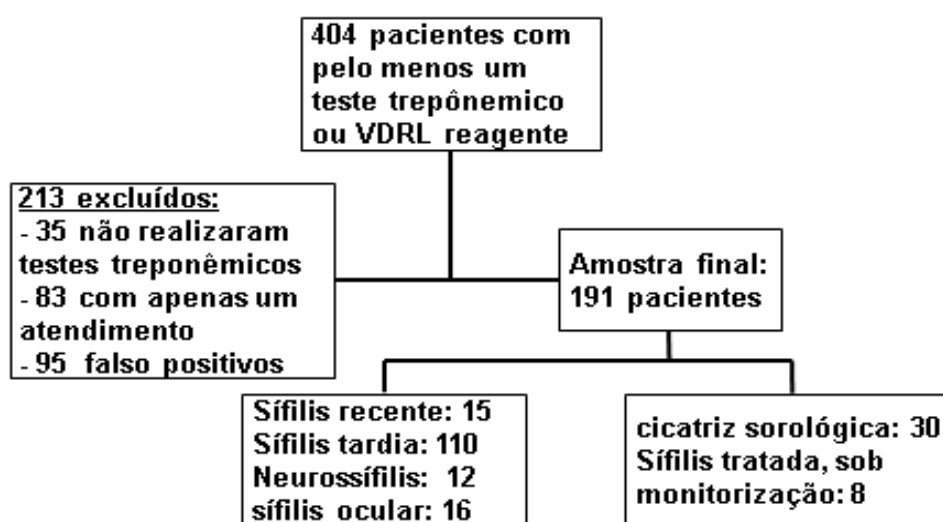 404 pacientes com
pelo menos um
teste trepônemico
ou VDRL reagente
213 excluídos:
- 35 não realizaram
testes treponêmicos
- 83 com apenas um
atendimento
- 95 falso positivos
Amostra final:
191 pacientes
Sífilis recente: 15
Sífilis tardia: 110
Neurossífilis: 12
sífilis ocular: 16
cicatriz sorológica: 30
Sífilis tratada, sob
monitorização: 8